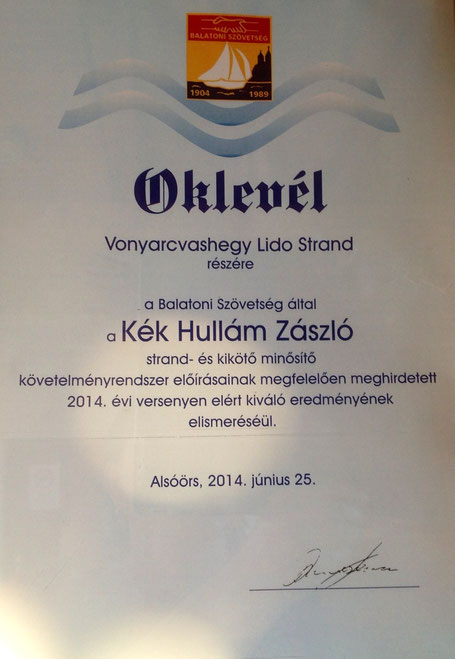 BALATONI SZÖVETSÉG
1904 1989
Oklevél
Vonyarcvashegy Lido Strand
részére
a Balatoni Szövetség által
a Kék Hullám Zászló
strand- és kikötő minősítő
követelményrendszer előírásainak megfelelően meghirdetett
2014. évi versenyen elért kiváló eredményének
elismeréséül.
Alsóörs, 2014. június 25.